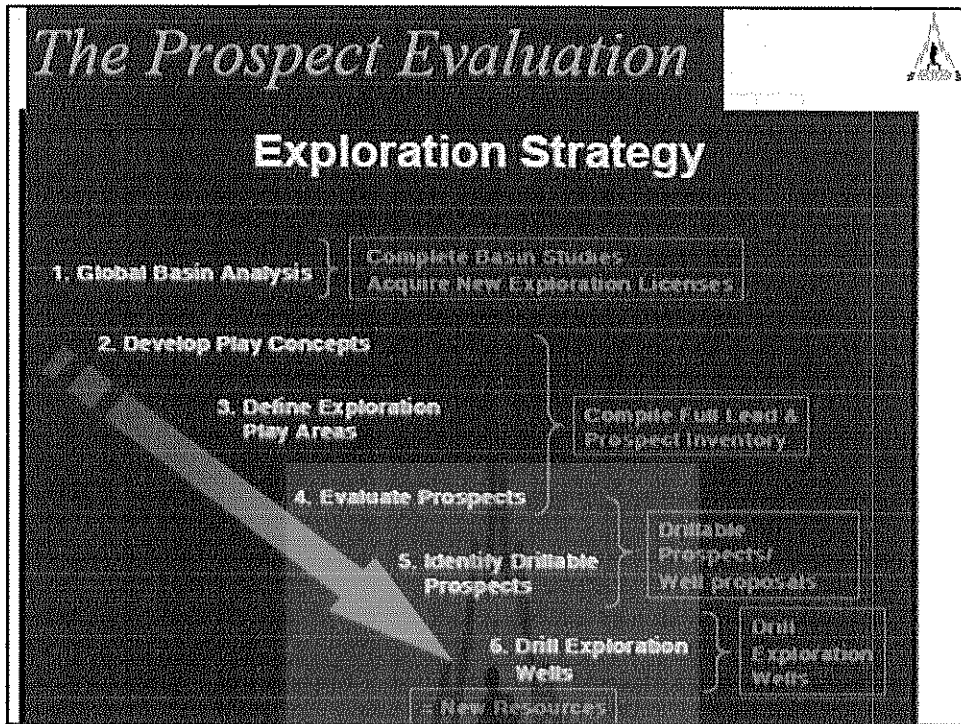 The Prospect Evaluation
Exploration Strategy
1. Global Basin Analysis
Complete Basin Studies
Acquire New Exploration Licenses
2. Develop Play Concepts
3. Define Exploration
Play Areas
Compile Full Lead &
Prospect Inventory
4. Evaluate Prospects
5. Identify Drillable
Prospects
Drillable
Prospects/
Well proposals
6. Drill Exploration
Wells
Drill
Exploration
Wells
= New Resources